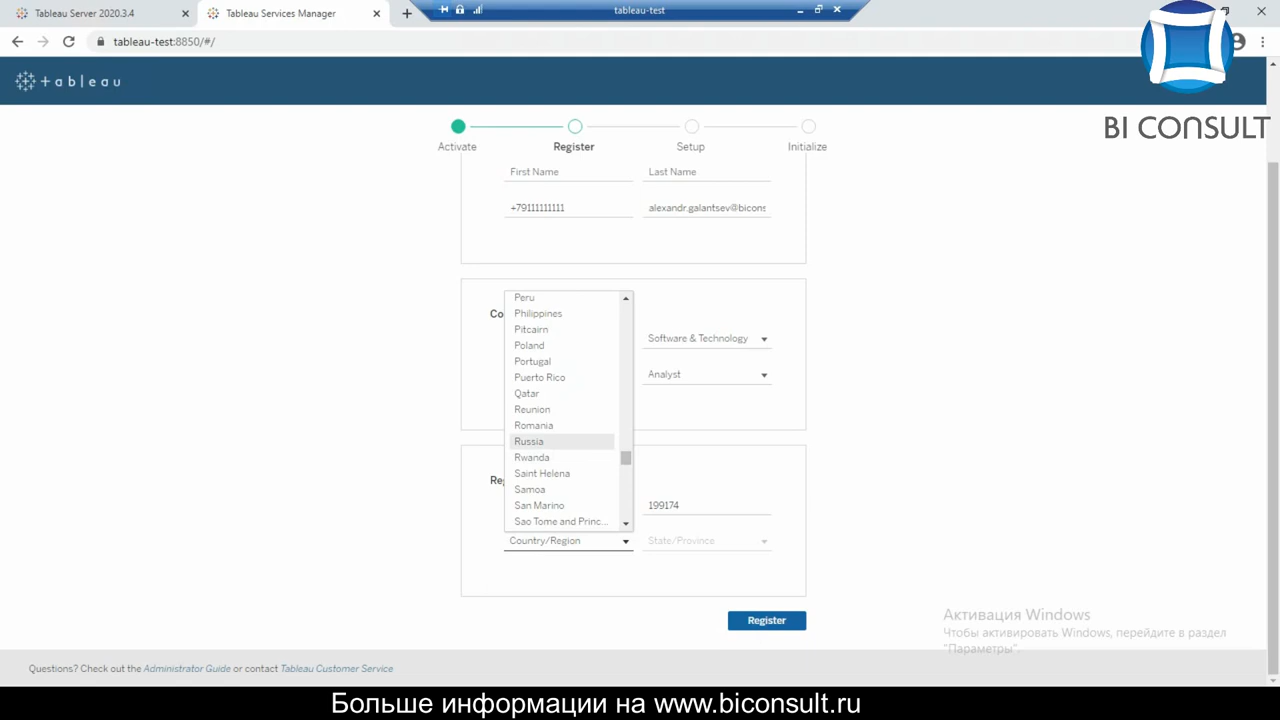 Tableau Server 2020.3.4
Tableau Services Manager
tableau-test
tableau-test:8850/#/
+ a b l e a u
BI CONSULT
Activate
Register
Setup
Initialize
First Name
Last Name
+79111111111
alexandr.galantsev@bicons
Peru
Co
Philippines
Pitcairn
Software & Technology
Poland
Portugal
Analyst
Puerto Rico
Qatar
Reunion
Romania
Russia
Rwanda
Saint Helena
Re
Samoa
San Marino
199174
Sao Tome and Princ...
Country/Region
State/Province
Register
Активация Windows
Чтобы активировать Windows, перейдите в раздел
"Параметры".
Questions? Check out the Administrator Guide or contact Tableau Customer Service
Больше информации на www.biconsult.ru